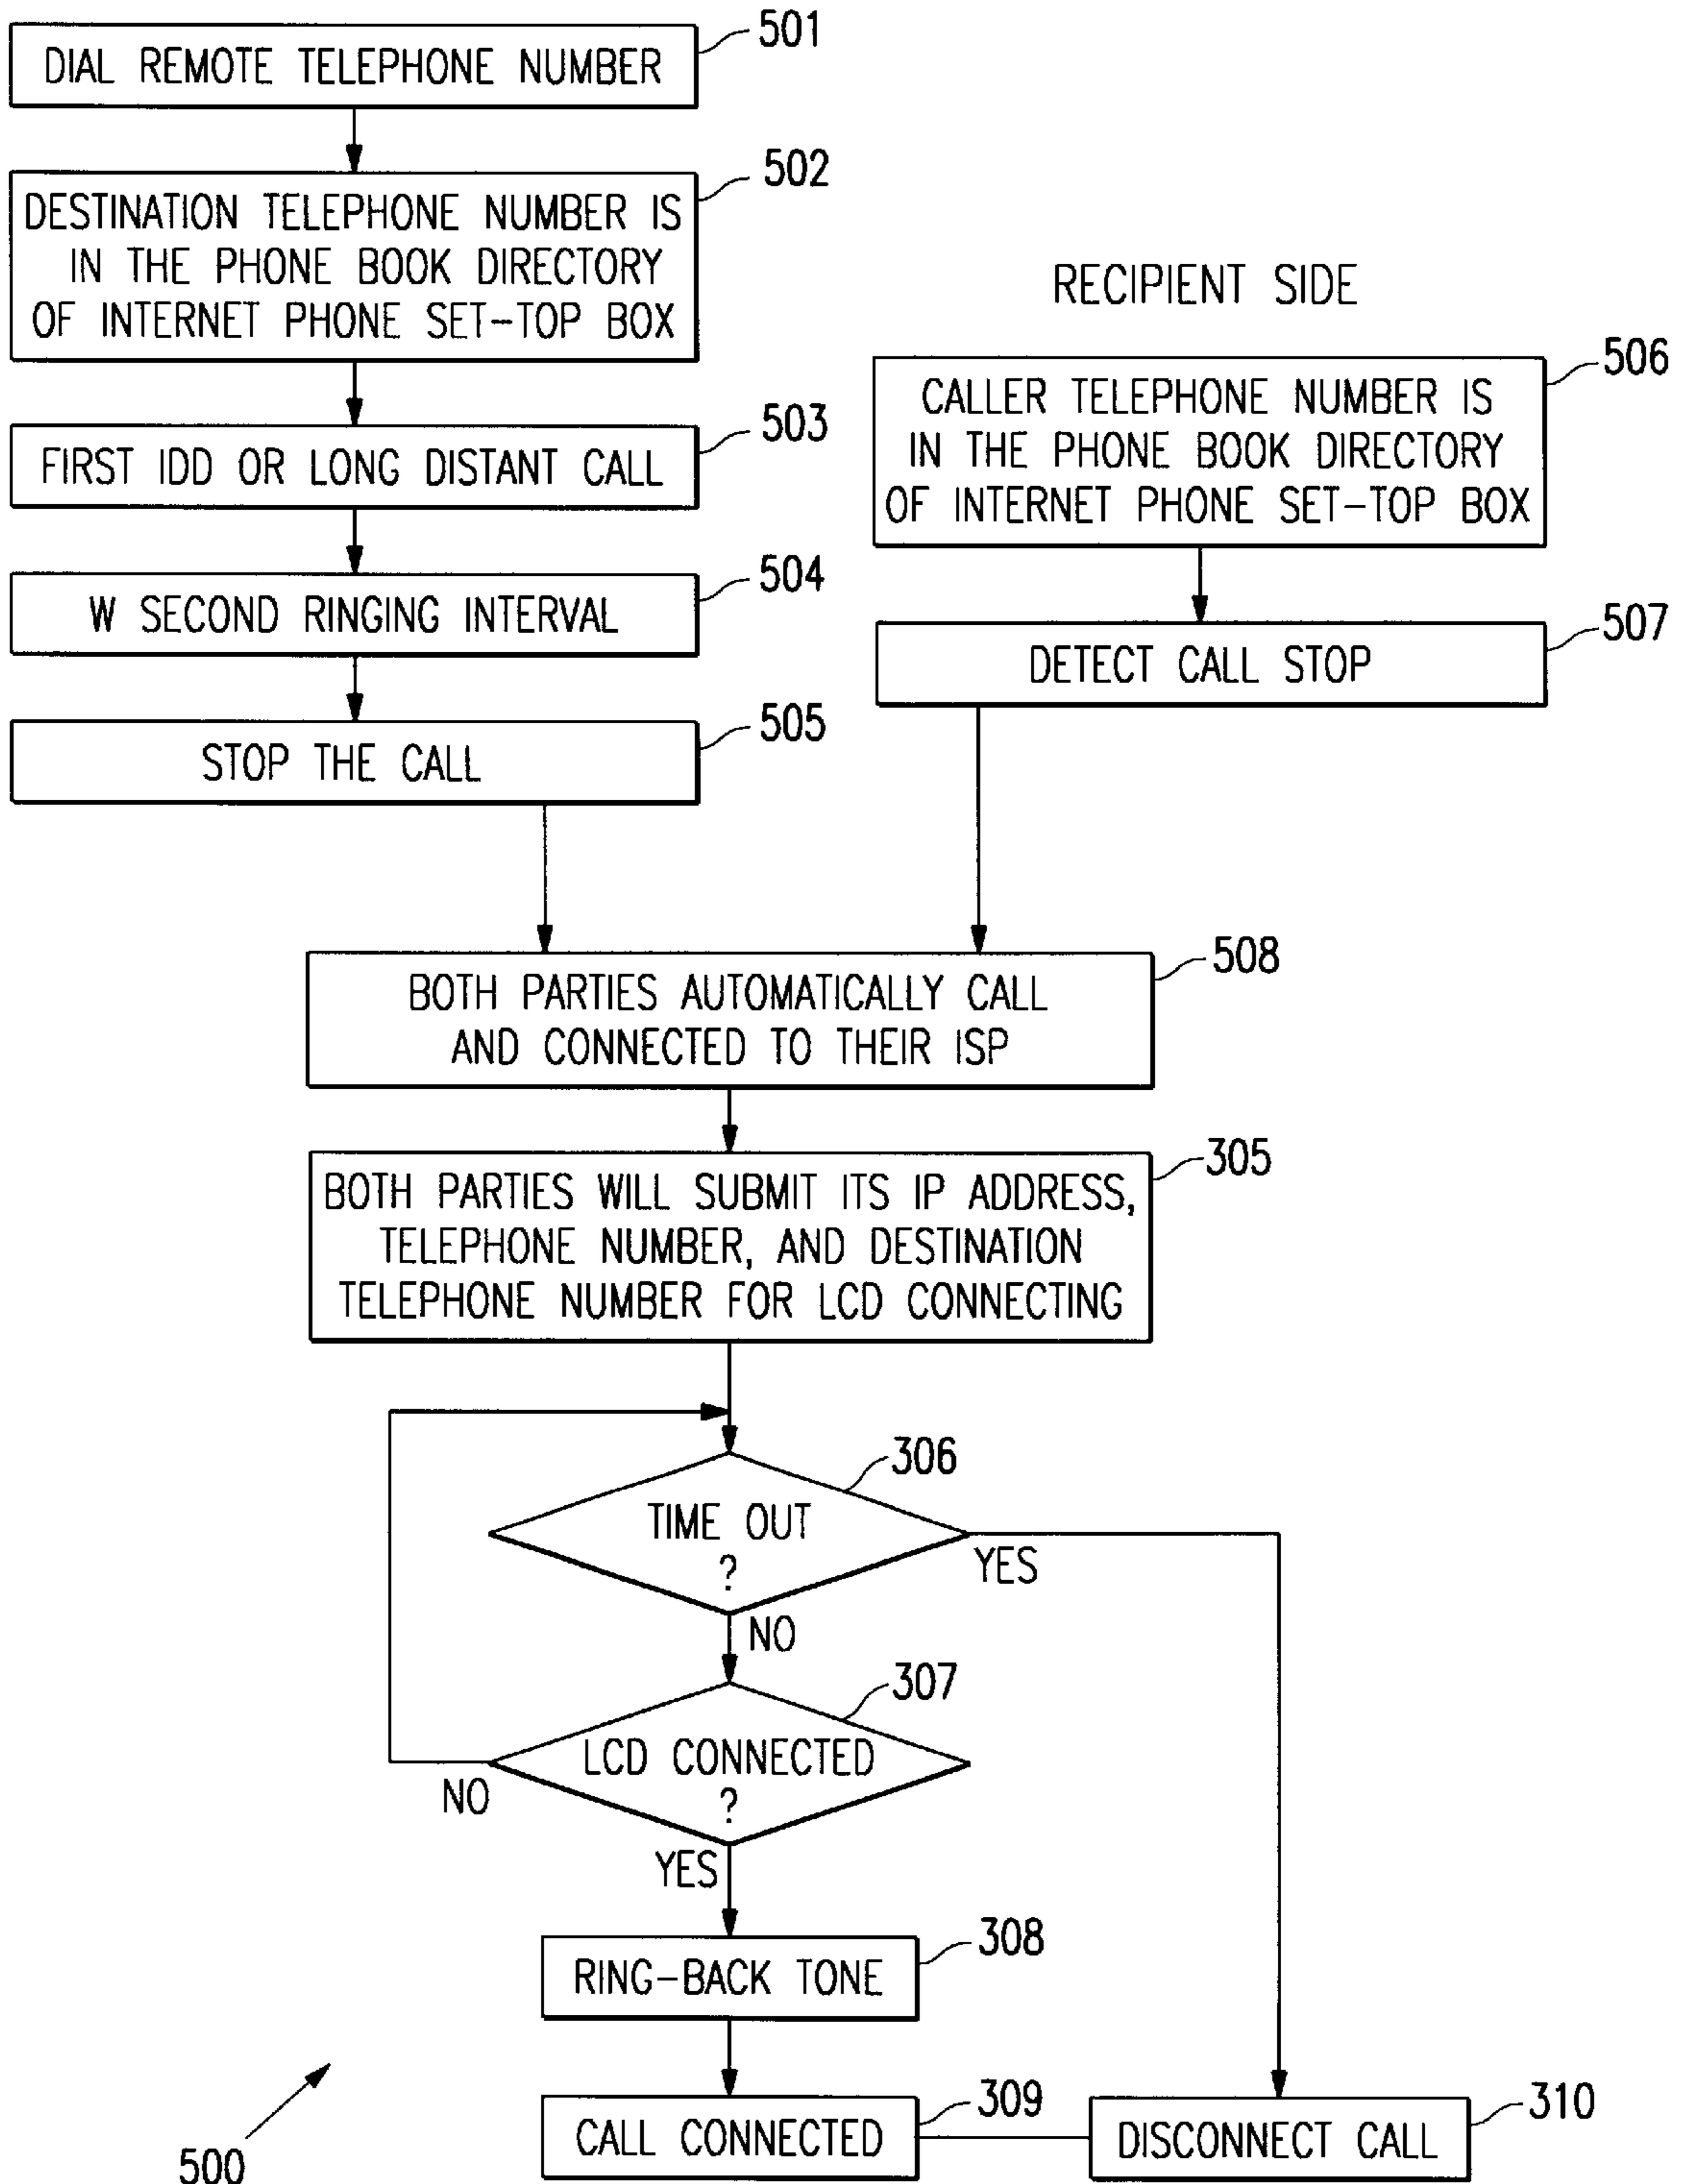 501
DIAL REMOTE TELEPHONE NUMBER
502
DESTINATION TELEPHONE NUMBER IS
IN THE PHONE BOOK DIRECTORY
OF INTERNET PHONE SET-TOP BOX
503
FIRST IDD OR LONG DISTANT CALL
504
W SECOND RINGING INTERVAL
505
STOP THE CALL
RECIPIENT SIDE
506
CALLER TELEPHONE NUMBER IS
IN THE PHONE BOOK DIRECTORY
OF INTERNET PHONE SET-TOP BOX
507
DETECT CALL STOP
508
BOTH PARTIES AUTOMATICALLY CALL
AND CONNECTED TO THEIR ISP
305
BOTH PARTIES WILL SUBMIT ITS IP ADDRESS,
TELEPHONE NUMBER, AND DESTINATION
TELEPHONE NUMBER FOR LCD CONNECTING
306
TIME OUT
?
YES
NO
307
LCD CONNECTED
?
NO
YES
308
RING-BACK TONE
309
CALL CONNECTED
310
DISCONNECT CALL
500